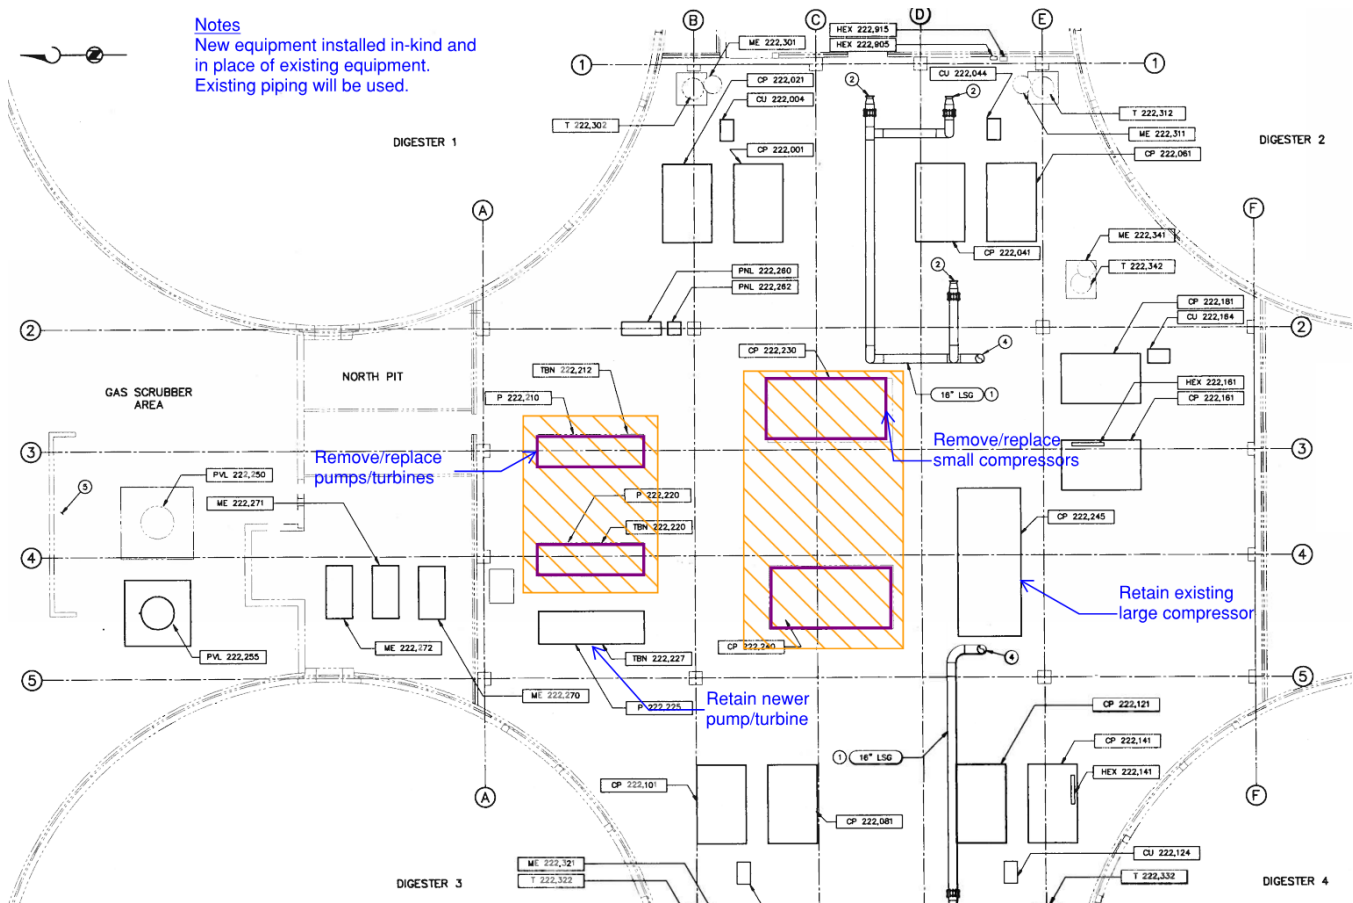 Notes
New equipment installed in-kind and
in place of existing equipment.
Existing piping will be used.
B
C
D
E
HEX 222,915
HEX 222,905
ME 222,301
1
1
CP 222,021
CU 222,004
2
2
CU 222,044
T 222,312
T 222,302
ME 222,311
DIGESTER 1
DIGESTER 2
CP 222,001
CP 222,061
A
F
ME 222,341
CP 222,041
T 222,342
PNL 222,260
PNL 222,262
2
CP 222,181
CU 222,164
2
2
CP 222,230
4
TBN 222,212
NORTH PIT
GAS SCRUBBER
AREA
P 222,210
16" LSG
1
HEX 222,161
CP 222,161
3
3
Remove/replace
pumps/turbines
Remove/replace
small compressors
PVL 222,250
5
ME 222,271
P 222,220
TBN 222,220
CP 222,245
4
4
Retain existing
large compressor
ME 222,272
CP 222,240
PVL 222,255
TBN 222,227
4
5
5
ME 222,270
P 222,225
Retain newer
pump/turbine
CP 222,121
CP 222,141
1
16" LSG
HEX 222,141
CP 222,101
A
F
CP 222,081
CU 222,124
ME 222,321
T 222,322
T 222,332
DIGESTER 3
DIGESTER 4